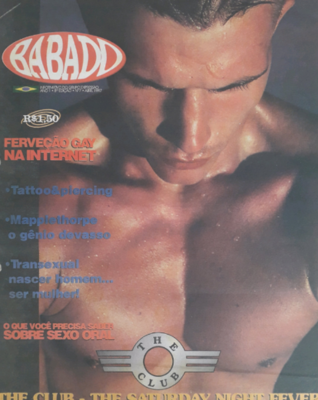 BABADO
R$1,50
FERVEÇÃO GAY
NA INTERNET
•Tattoo&piercing
•Mapplethorpe
o gênio devasso
•Transexual
nascer homem...
ser mulher!
O QUE VOCÊ PRECISA SABER
SOBRE SEXO ORAL
THE
CLUB
THE CLUB - THE SATURDAY NIGHT FEVER